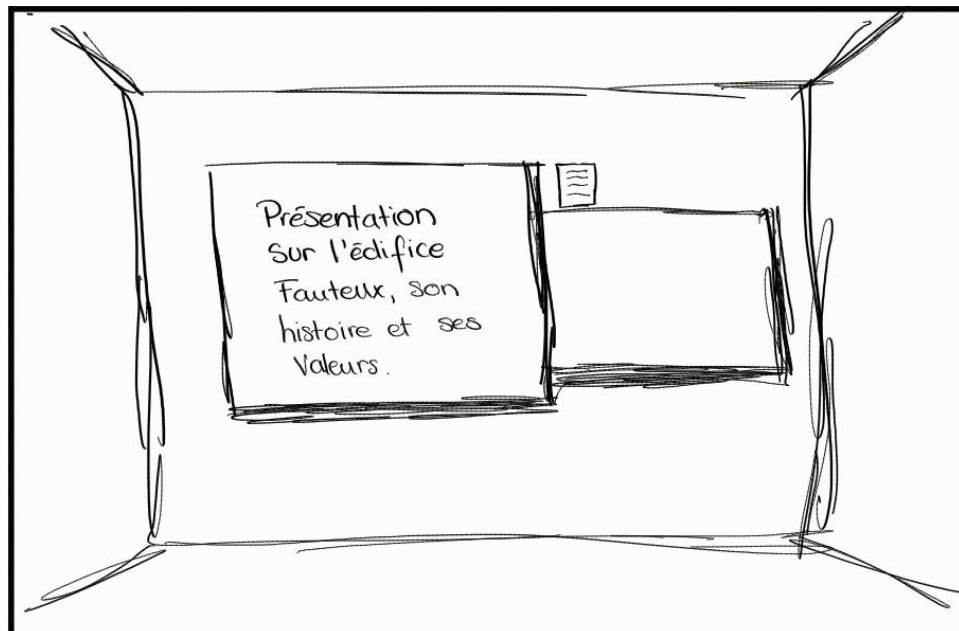 Présentation
sur l'édifice
Fauteux, son
histoire et ses
Valeurs.